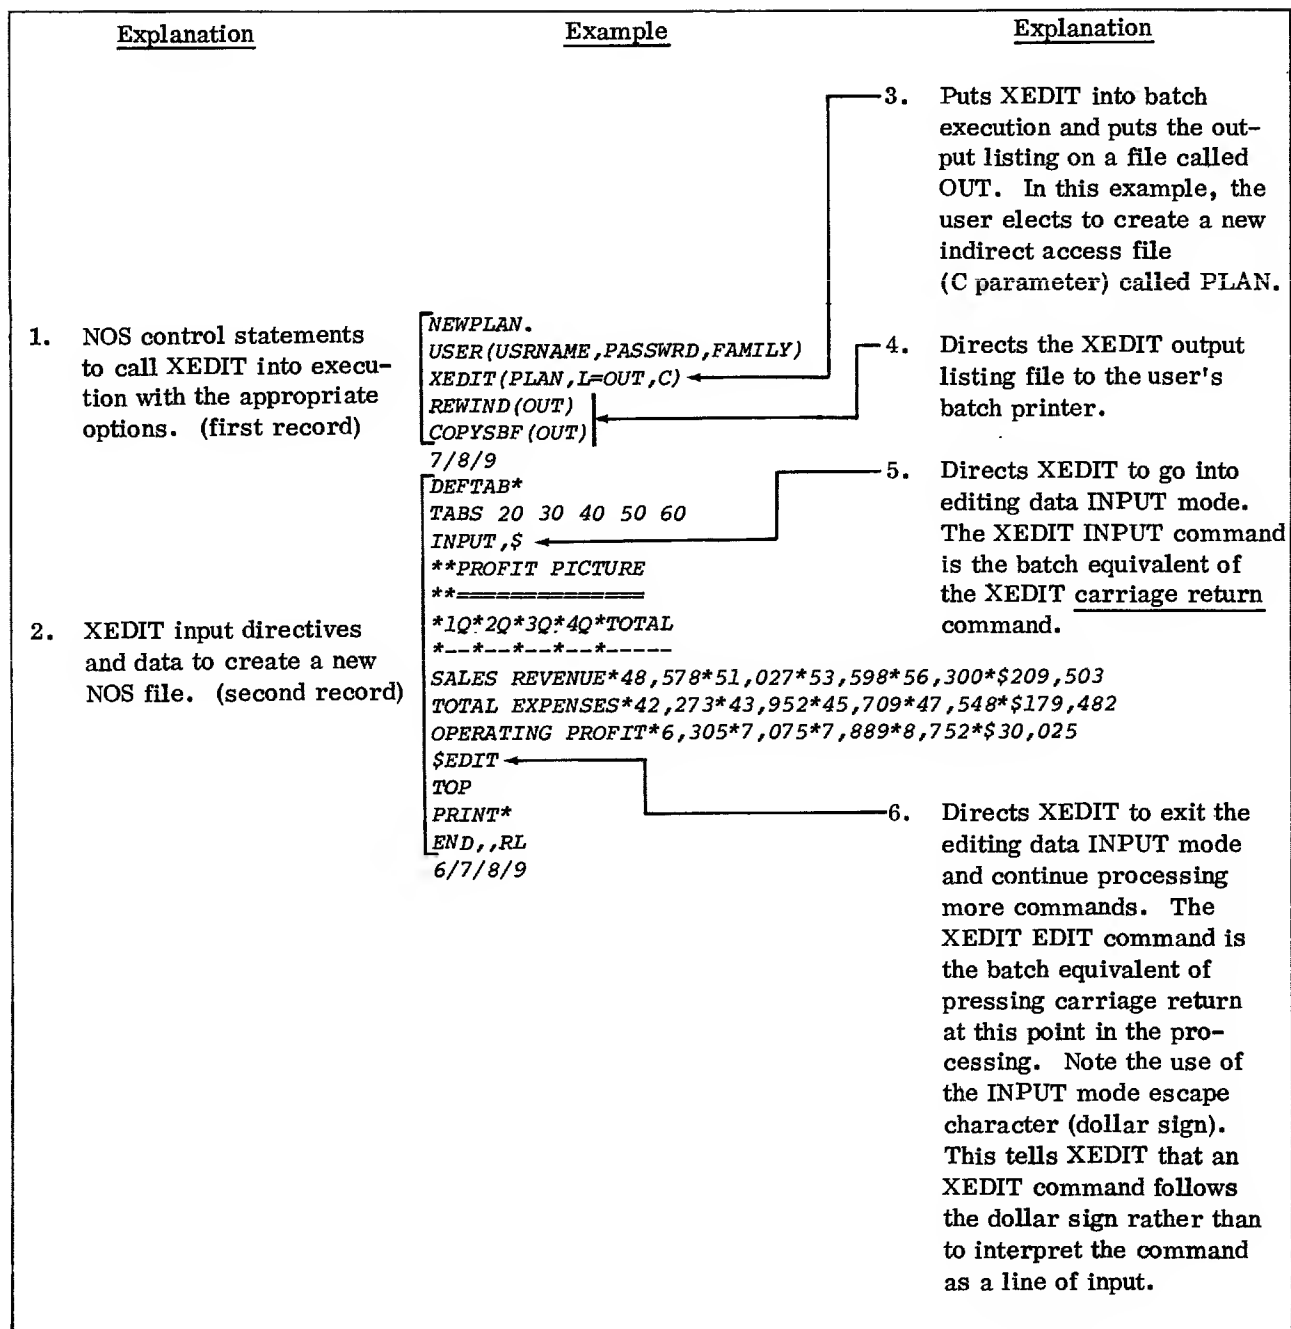 Explanation
Example
Explanation
1. NOS control statements
to call XEDIT into execu-
tion with the appropriate
options. (first record)
2. XEDIT input directives
and data to create a new
NOS file. (second record)
NEWPLAN.
USER(USRNAME,PASSWRD,FAMILY)
XEDIT(PLAN,L=OUT,C)
REWIND(OUT)
COPYSBF(OUT)
7/8/9
DEFTAB*
TABS 20 30 40 50 60
INPUT,$
**PROFIT PICTURE
**==============
*1Q*2Q*3Q*4Q*TOTAL
*--*--*--*--*-----
SALES REVENUE*48,578*51,027*53,598*56,300*$209,503
TOTAL EXPENSES*42,273*43,952*45,709*47,548*$179,482
OPERATING PROFIT*6,305*7,075*7,889*8,752*$30,025
$EDIT
TOP
PRINT*
END,,RL
6/7/8/9
3. Puts XEDIT into batch
execution and puts the out-
put listing on a file called
OUT. In this example, the
user elects to create a new
indirect access file
(C parameter) called PLAN.
4. Directs the XEDIT output
listing file to the user's
batch printer.
5. Directs XEDIT to go into
editing data INPUT mode.
The XEDIT INPUT command
is the batch equivalent of
the XEDIT carriage return
command.
6. Directs XEDIT to exit the
editing data INPUT mode
and continue processing
more commands. The
XEDIT EDIT command is
the batch equivalent of
pressing carriage return
at this point in the pro-
cessing. Note the use of
the INPUT mode escape
character (dollar sign).
This tells XEDIT that an
XEDIT command follows
the dollar sign rather than
to interpret the command
as a line of input.